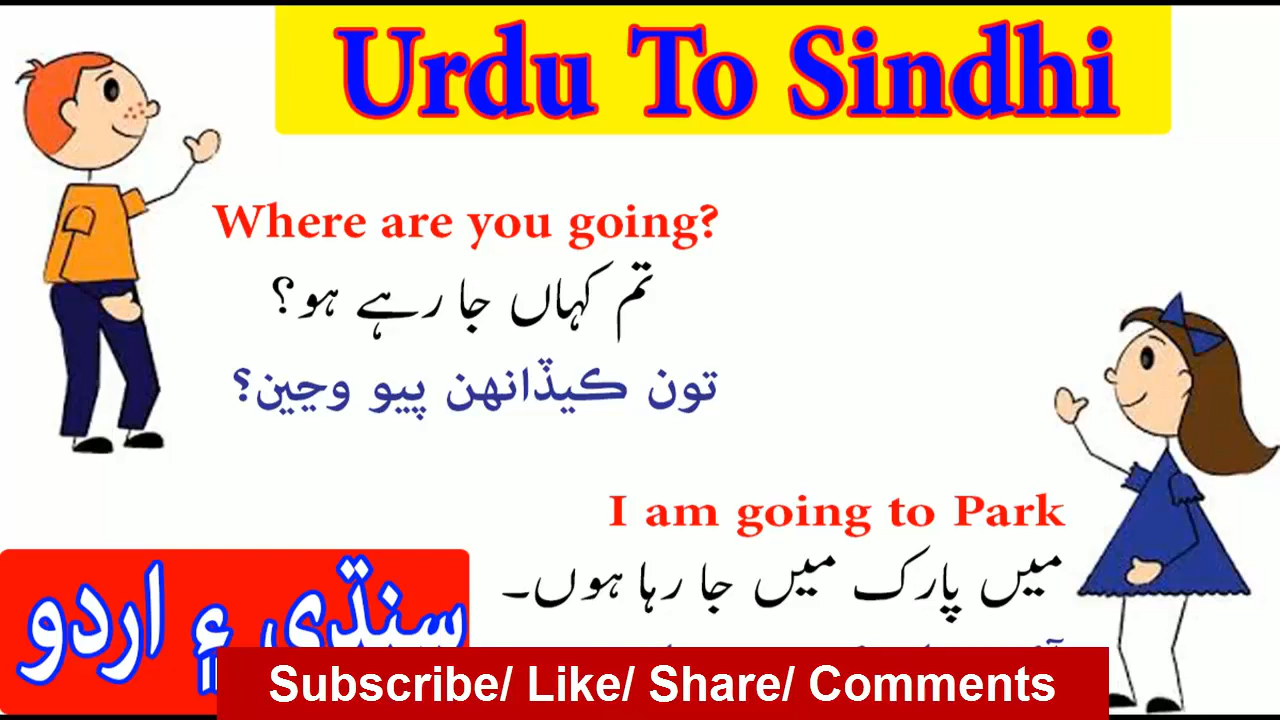 Urdu To Sindhi
Where are you going?
تم کہاں جا رہے ہو؟
تون ڪيڏانهن پيو وڃين؟
I am going to Park
میں پارک میں جا رہا ہوں۔
سنڌي ۽ اردو
Subscribe/ Like/ Share/ Comments